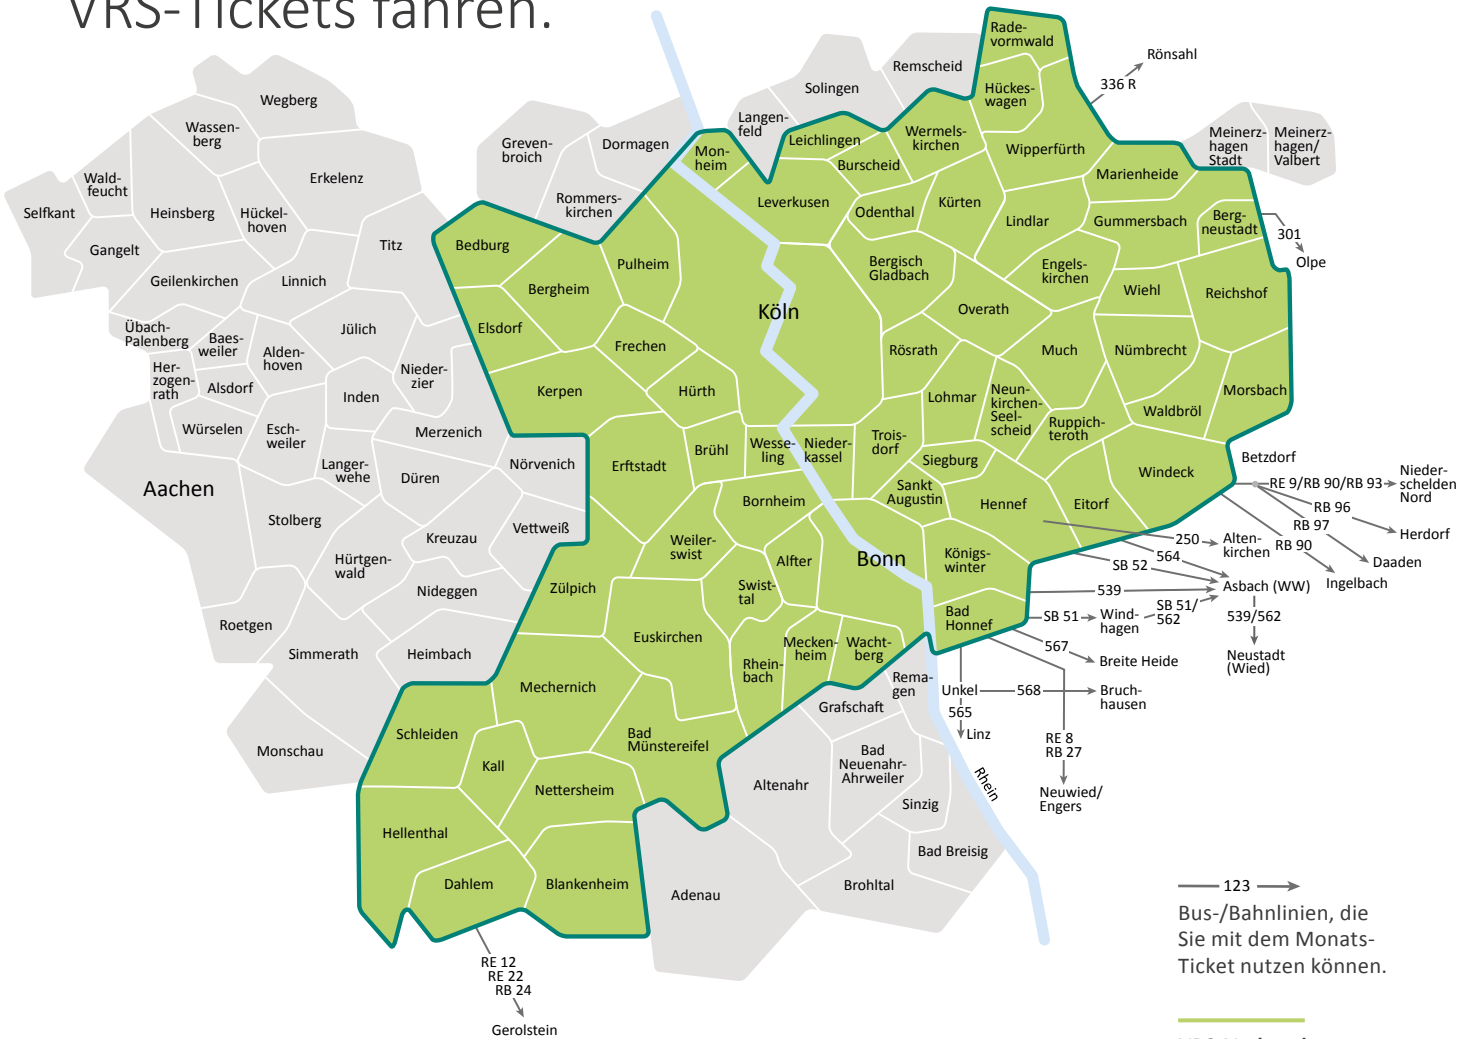 VRS-Tickets fahren.
Rade-
vormwald
Rönsahl
336 R
Remscheid
Solingen
Hückes-
wagen
Wegberg
Langen-
feld
Wassen-
berg
Greven-
broich
Dormagen
Mon-
heim
Leichlingen
Wermels-
kirchen
Wipperfürth
Meinerz-
hagen
Stadt
Meinerz-
hagen/
Valbert
Burscheid
Marienheide
Wald-
feucht
Erkelenz
Selfkant
Heinsberg
Hückel-
hoven
Rommers-
kirchen
Leverkusen
Odenthal
Kürten
Lindlar
Gummersbach
Berg-
neustadt
301
Olpe
Gangelt
Titz
Bedburg
Pulheim
Bergisch
Gladbach
Engels-
kirchen
Geilenkirchen
Linnich
Bergheim
Wiehl
Reichshof
Köln
Overath
Übach-
Palenberg
Baes-
weiler
Alden-
hoven
Jülich
Elsdorf
Frechen
Rösrath
Much
Nümbrecht
Her-
zogen-
rath
Alsdorf
Inden
Nieder-
zier
Kerpen
Hürth
Lohmar
Neun-
kirchen-
Seel-
scheid
Morsbach
Waldbröl
Würselen
Esch-
weiler
Merzenich
Ruppich-
teroth
Brühl
Wesse-
ling
Nieder-
kassel
Trois-
dorf
Siegburg
Langer-
wehe
Düren
Nörvenich
Erftstadt
Windeck
Betzdorf
RE 9/RB 90/RB 93
Nieder-
schelden
Nord
Aachen
Sankt
Augustin
Bornheim
Hennef
Eitorf
RB 96
RB 97
RB 90
Herdorf
Daaden
Ingelbach
Stolberg
Vettweiß
Kreuzau
Weiler-
swist
Hürtgen-
wald
Alfter
Bonn
Königs-
winter
250
Alten-
kirchen
564
SB 52
Asbach (WW)
Nideggen
Zülpich
Swist-
tal
539
SB 51
Wind-
hagen
SB 51/
562
539/562
Neustadt
(Wied)
Roetgen
Bad
Honnef
Euskirchen
Simmerath
Heimbach
Rhein-
bach
Mecken-
heim
Wacht-
berg
567
Breite Heide
Mechernich
Rema-
gen
Unkel
568
Bruch-
hausen
Grafschaft
565
Linz
Schleiden
Bad
Münstereifel
Monschau
Kall
Bad
Neuenahr-
Ahrweiler
RE 8
RB 27
Nettersheim
Altenahr
Rhein
Neuwied/
Engers
Sinzig
Hellenthal
Bad Breisig
Dahlem
Blankenheim
Adenau
Brohltal
123
Bus-/Bahnlinien, die
Sie mit dem Monats-
Ticket nutzen können.
RE 12
RE 22
RB 24
Gerolstein